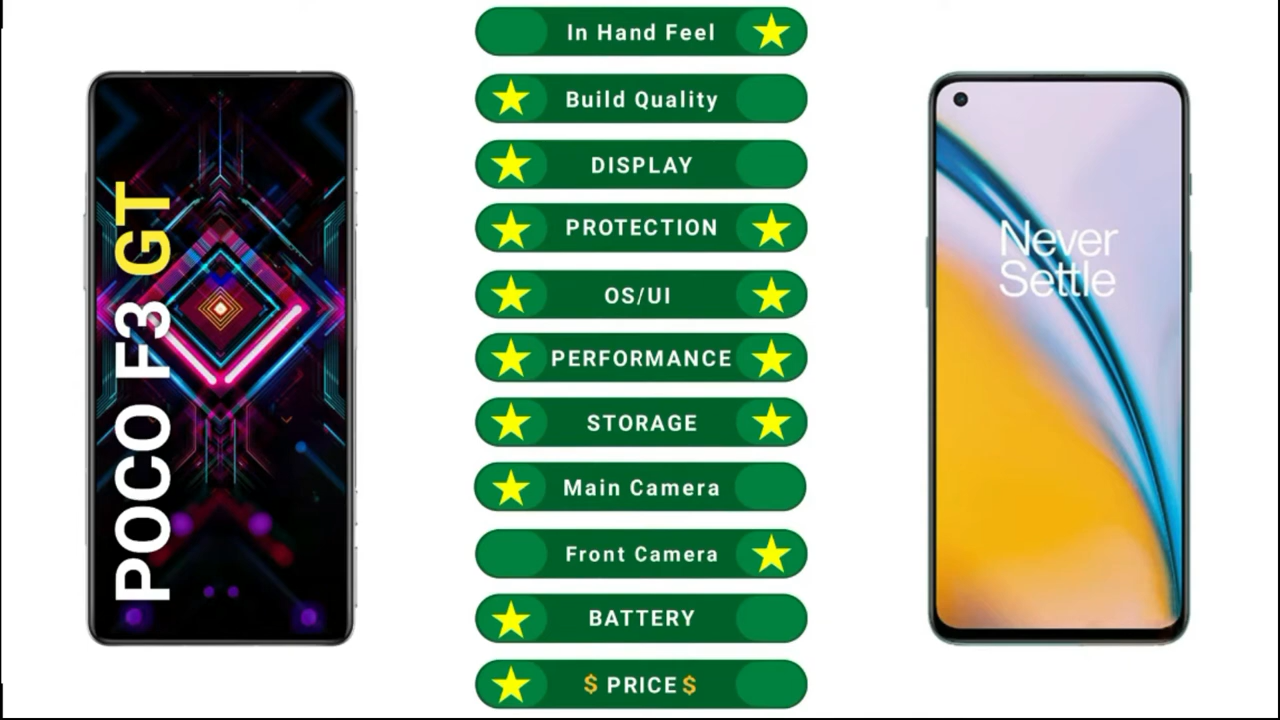 POCO F3 GT
In Hand Feel
Build Quality
DISPLAY
PROTECTION
OS/UI
PERFORMANCE
STORAGE
Main Camera
Front Camera
BATTERY
$ PRICE $
Never
Settle